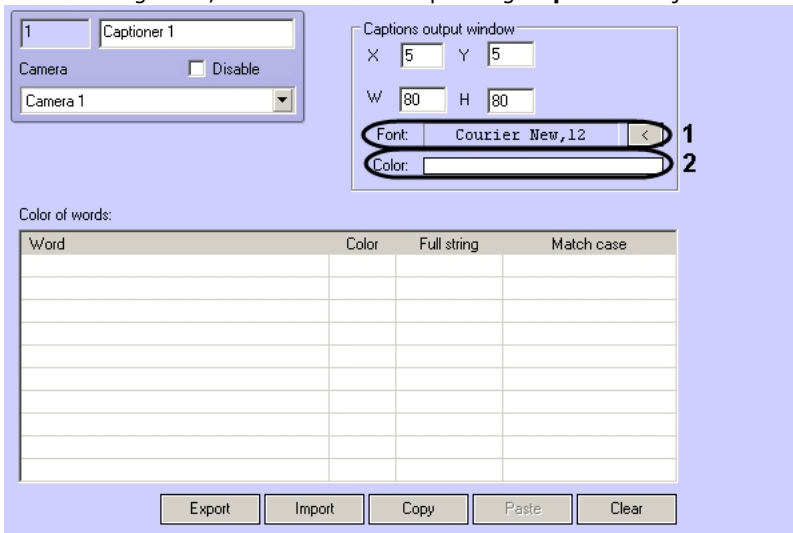 1 Captioner 1
Camera Disable
Camera 1
Captions output window
X 5 Y 5
W 80 H 80
Font: Courier New,12 < 1
Color: 2
Color of words:
Word Color Full string Match case
Export Import Copy Paste Clear